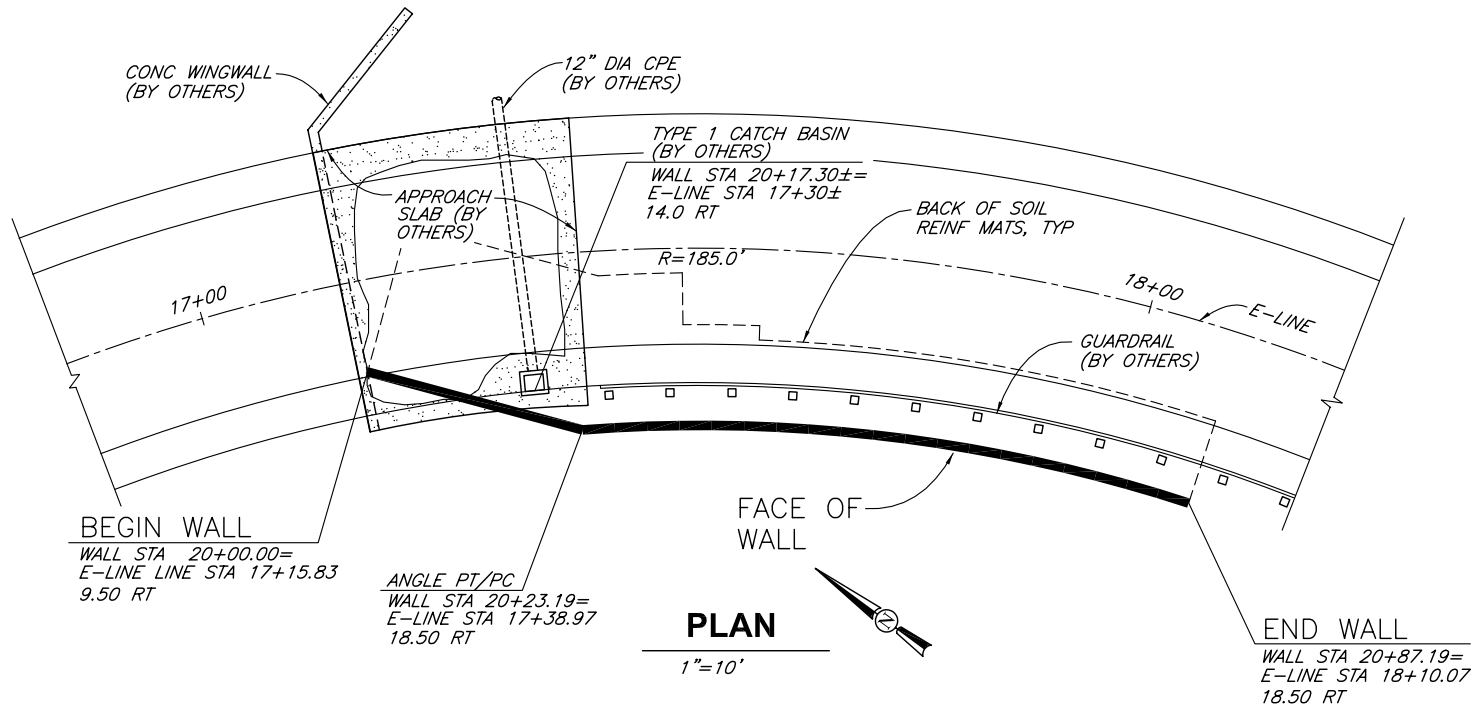 CONC WINGWALL
(BY OTHERS)
12" DIA CPE
(BY OTHERS)
TYPE 1 CATCH BASIN
(BY OTHERS)
WALL STA 20+17.30±=
E-LINE STA 17+30±
14.0 RT
APPROACH
SLAB (BY
OTHERS)
BACK OF SOIL
REINF MATS, TYP
R=185.0'
17+00
18+00
E-LINE
GUARDRAIL
(BY OTHERS)
BEGIN WALL
WALL STA 20+00.00=
E-LINE LINE STA 17+15.83
9.50 RT
ANGLE PT/PC
WALL STA 20+23.19=
E-LINE STA 17+38.97
18.50 RT
FACE OF
WALL
PLAN
1"=10'
N
END WALL
WALL STA 20+87.19=
E-LINE STA 18+10.07
18.50 RT